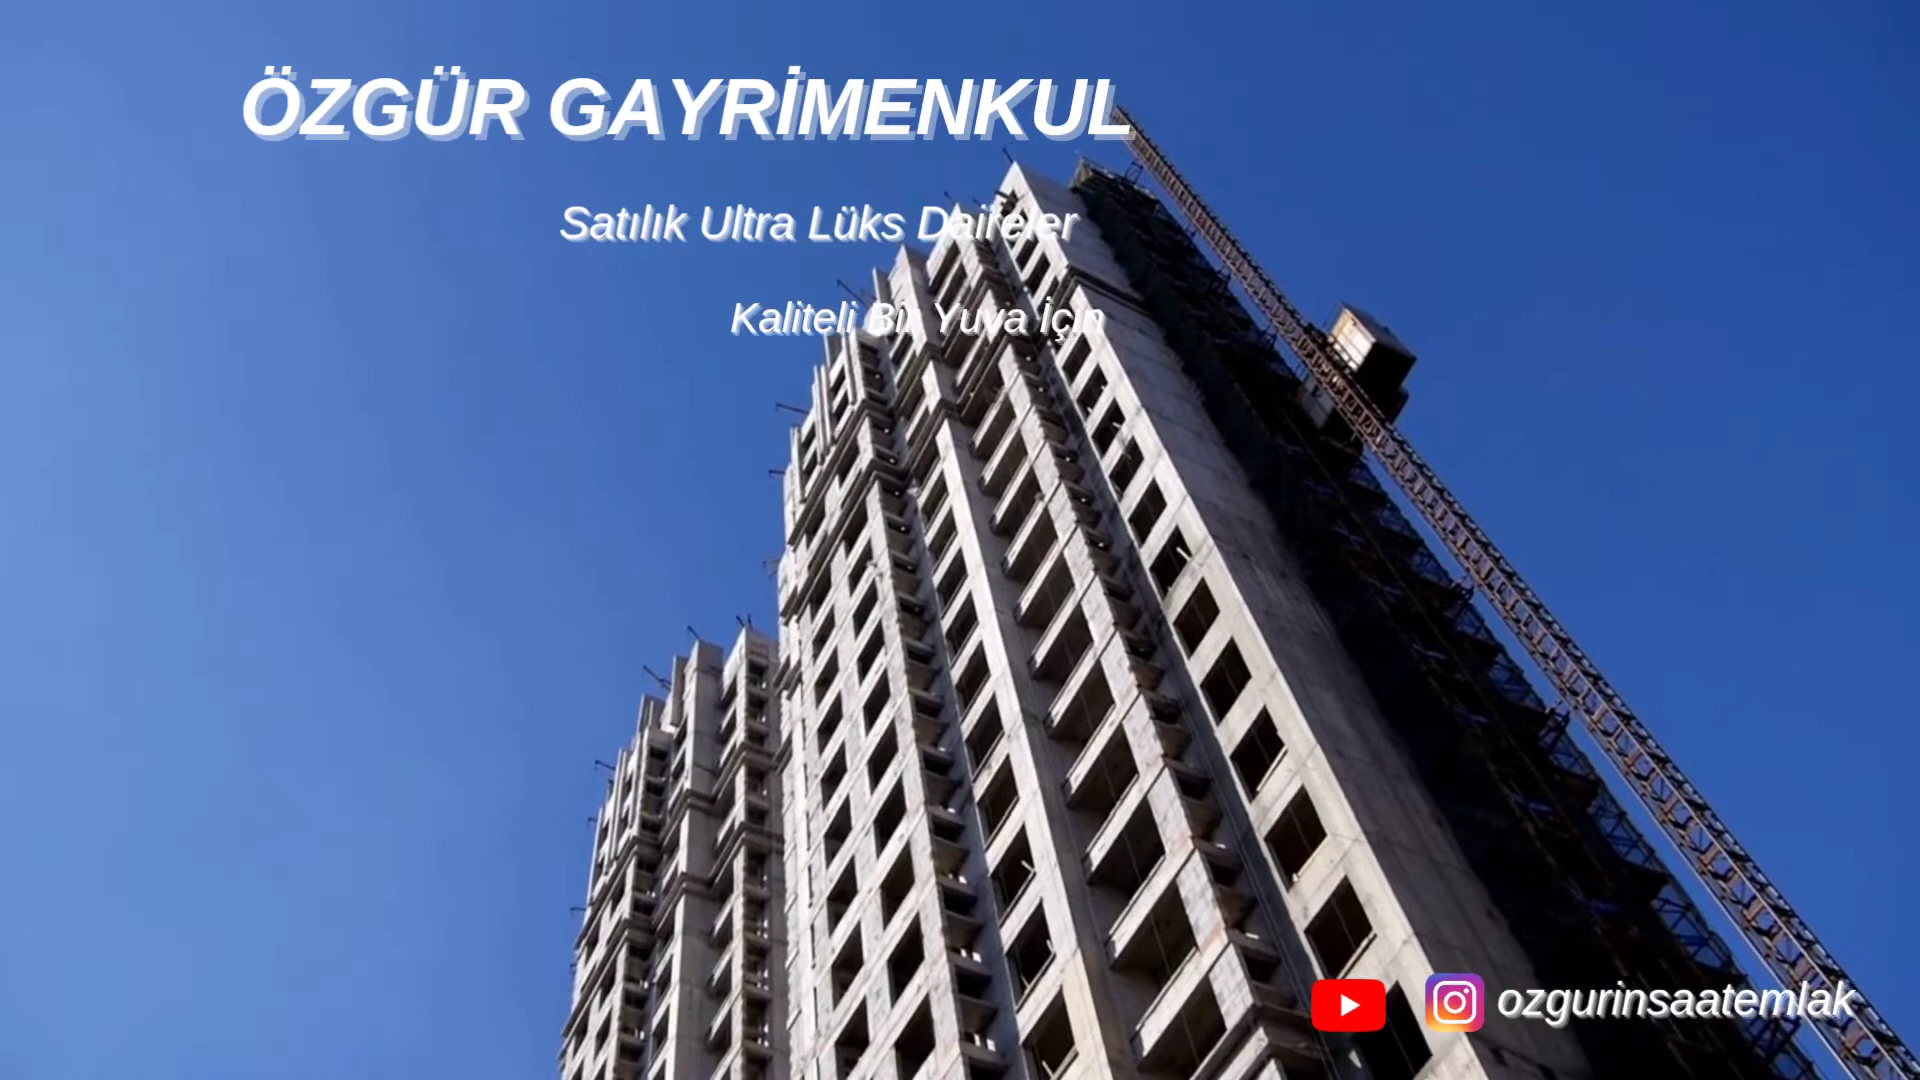 ÖZGÜR GAYRİMENKUL
Satılık Ultra Lüks Daireler
Kaliteli Bir Yuva İçin
ozgurinsaatemlak